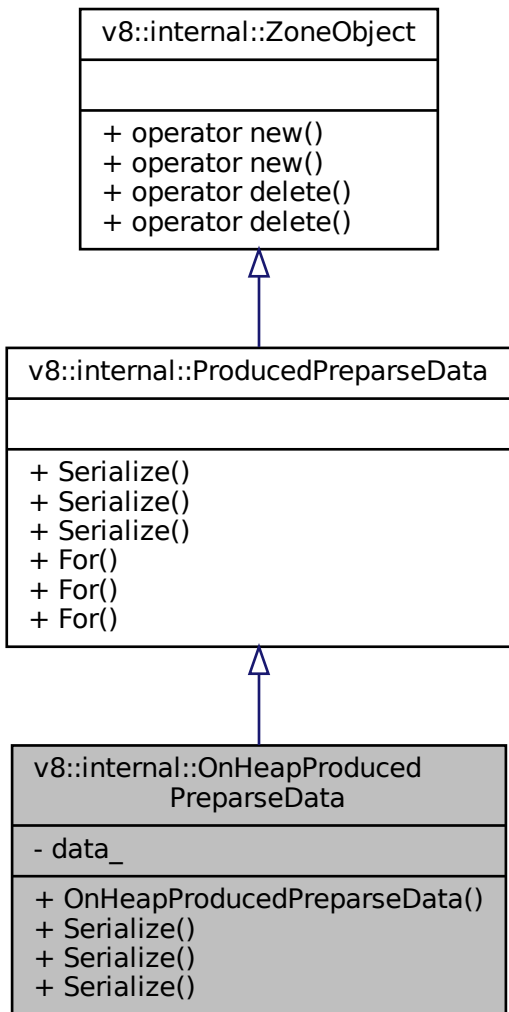 v8::internal::ZoneObject
+ operator new()
+ operator new()
+ operator delete()
+ operator delete()
v8::internal::ProducedPreparseData
+ Serialize()
+ Serialize()
+ Serialize()
+ For()
+ For()
+ For()
v8::internal::OnHeapProduced
PreparseData
- data_
+ OnHeapProducedPreparseData()
+ Serialize()
+ Serialize()
+ Serialize()